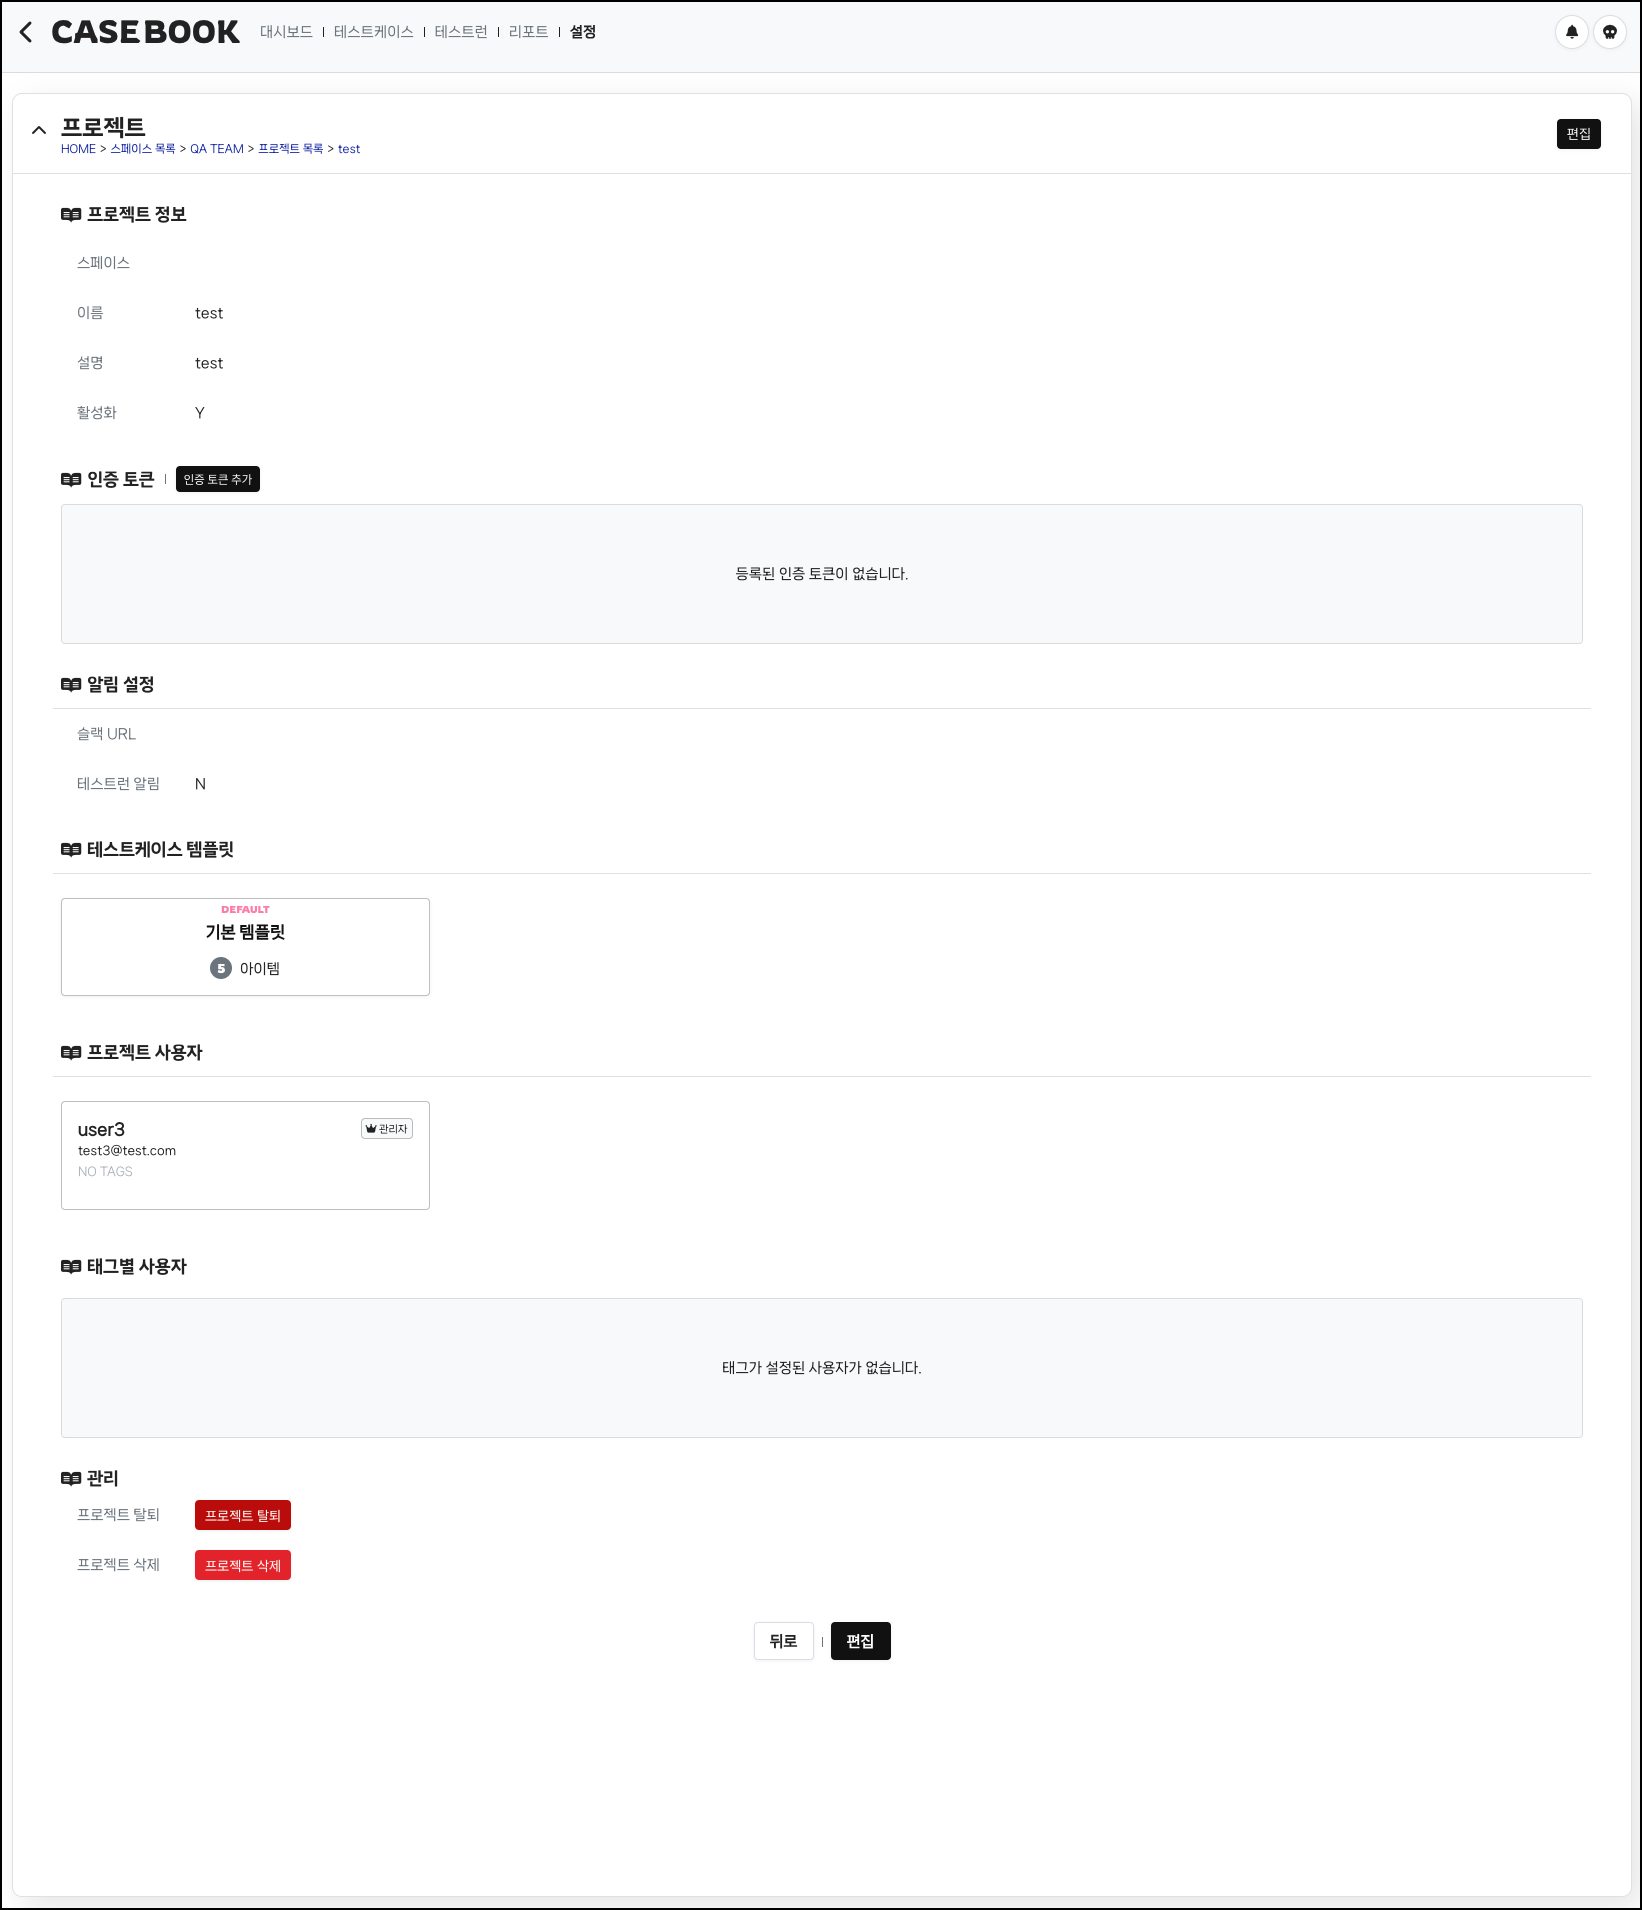 CASEBOOK 대시보드 | 테스트케이스 | 테스트런 | 리포트 | 설정
프로젝트
편집
HOME > 스페이스 목록 > QA TEAM > 프로젝트 목록 > test
프로젝트 정보
스페이스
이름 test
설명 test
활성화 Y
인증 토큰 | 인증 토큰 추가
등록된 인증 토큰이 없습니다.
알림 설정
슬랙 URL
테스트런 알림 N
테스트케이스 템플릿
DEFAULT
기본 템플릿
5 아이템
프로젝트 사용자
user3 관리자
test3@test.com
NO TAGS
태그별 사용자
태그가 설정된 사용자가 없습니다.
관리
프로젝트 탈퇴 프로젝트 탈퇴
프로젝트 삭제 프로젝트 삭제
뒤로 | 편집